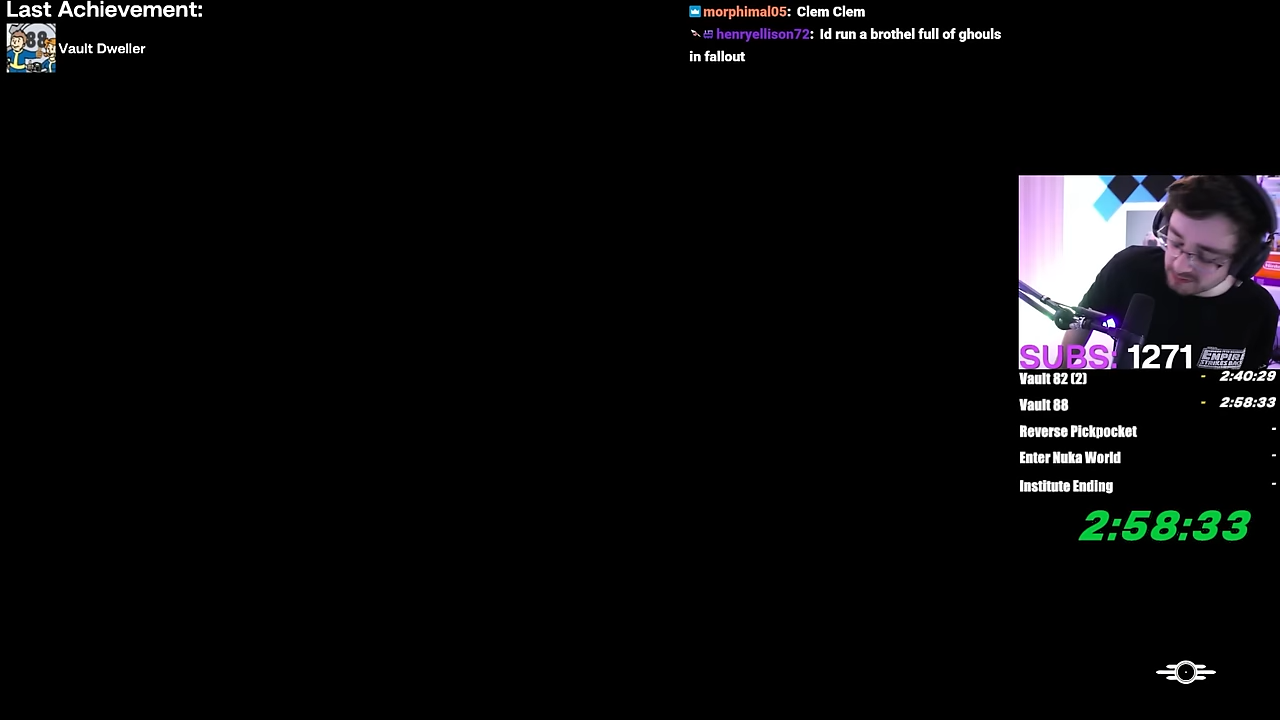 Last Achievement:
88
Vault Dweller
morphimal05: Clem Clem
henryellison72: Id run a brothel full of ghouls
in fallout
SUBS: 1271
EMPIRE
STRIKES BACK
Vault 82 (2) - 2:40:29
Vault 88 - 2:58:33
Reverse Pickpocket -
Enter Nuka World -
Institute Ending -
2:58:33